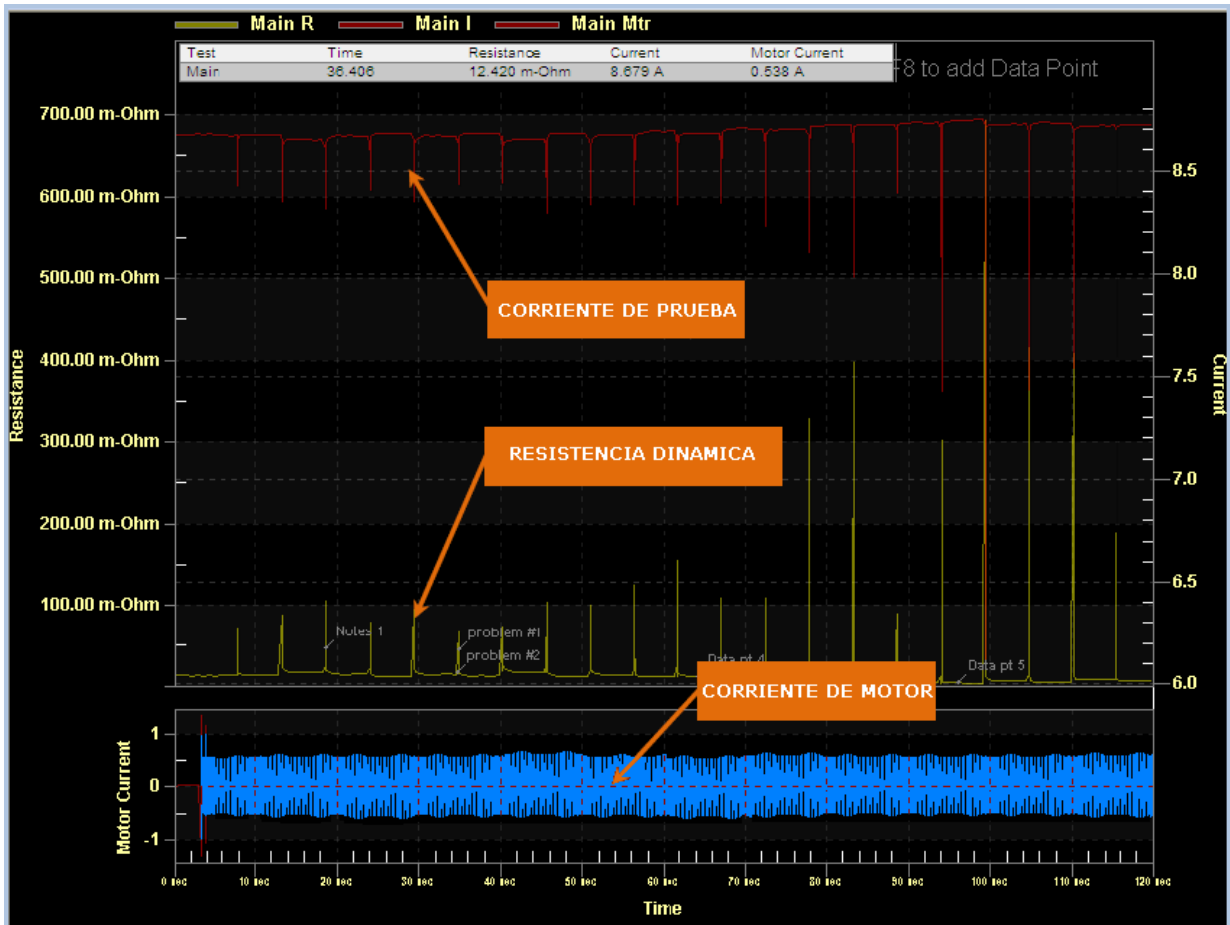 Main R Main I Main Mtr
Test Time Resistance Current Motor Current
Main 36.406 12.420 m-Ohm 8.679 A 0.538 A
F8 to add Data Point
700.00 m-Ohm
600.00 m-Ohm
500.00 m-Ohm
400.00 m-Ohm
300.00 m-Ohm
200.00 m-Ohm
100.00 m-Ohm
Resistance
8.5
8.0
7.5
7.0
6.5
6.0
Current
CORRIENTE DE PRUEBA
RESISTENCIA DINAMICA
Notes 1
problem #1
problem #2
Data pt 4
Data pt 5
CORRIENTE DE MOTOR
1
0
-1
Motor Current
0 sec 10 sec 20 sec 30 sec 40 sec 50 sec 60 sec 70 sec 80 sec 90 sec 100 sec 110 sec 120 sec
Time